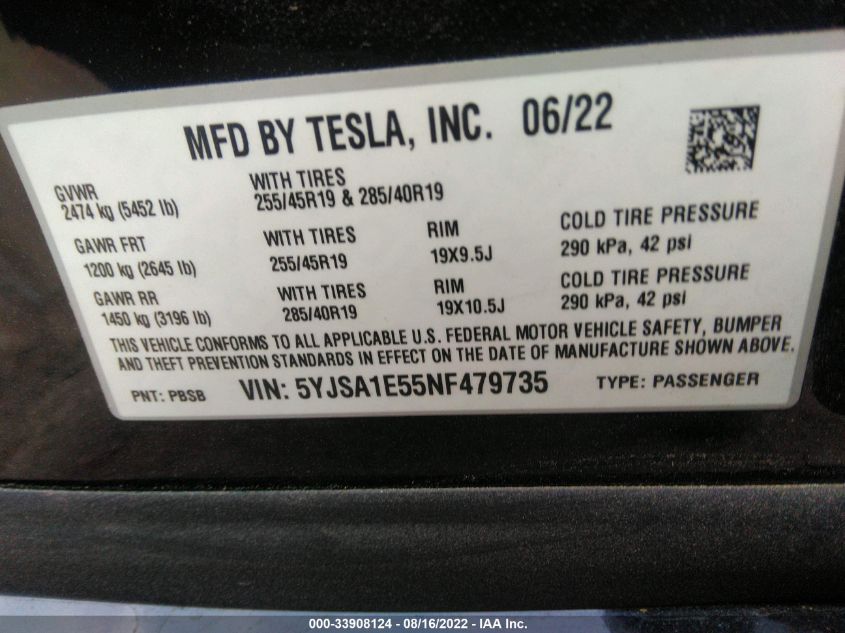 MFD BY TESLA, INC. 06/22
GVWR
2474 kg (5452 lb)
WITH TIRES
255/45R19 & 285/40R19
GAWR FRT
1200 kg (2645 lb)
WITH TIRES
255/45R19
RIM
19X9.5J
COLD TIRE PRESSURE
290 kPa, 42 psi
GAWR RR
1450 kg (3196 lb)
WITH TIRES
285/40R19
RIM
19X10.5J
COLD TIRE PRESSURE
290 kPa, 42 psi
THIS VEHICLE CONFORMS TO ALL APPLICABLE U.S. FEDERAL MOTOR VEHICLE SAFETY, BUMPER
AND THEFT PREVENTION STANDARDS IN EFFECT ON THE DATE OF MANUFACTURE SHOWN ABOVE.
PNT: PBSB VIN: 5YJSA1E55NF479735 TYPE: PASSENGER
000-33908124 - 08/16/2022 - IAA Inc.